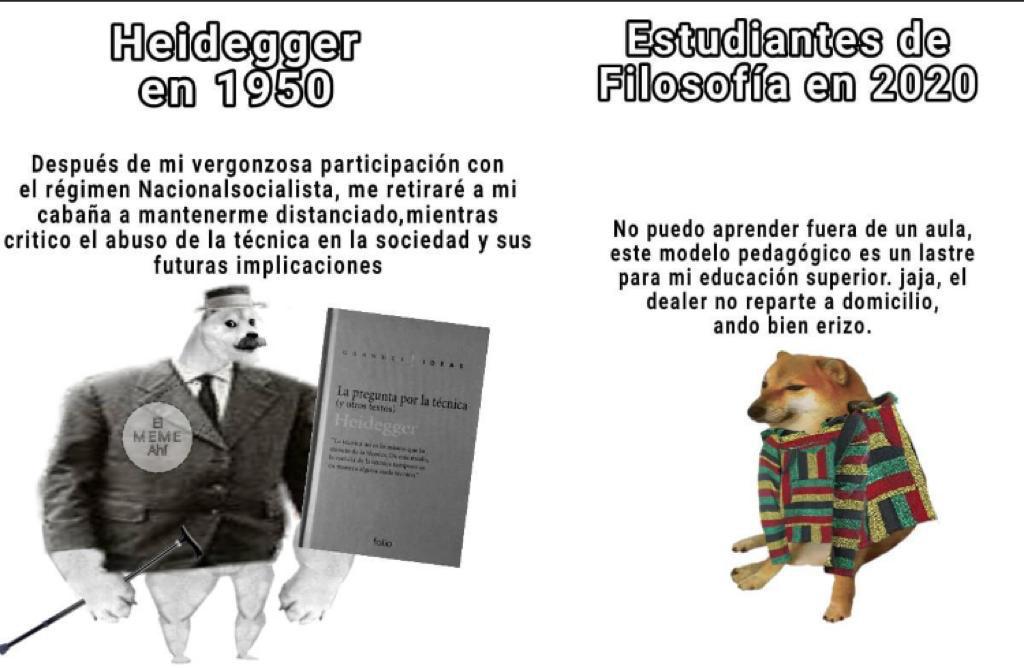 Heidegger
en 1950
Después de mi vergonzosa participación con
el régimen Nacionalsocialista, me retiraré a mi
cabaña a mantenerme distanciado,mientras
critico el abuso de la técnica en la sociedad y sus
futuras implicaciones
El
MEME
Ahí
GRANDES IDEAS
La pregunta por la técnica
(y otros textos)
Heidegger
folio
Estudiantes de
Filosofía en 2020
No puedo aprender fuera de un aula,
este modelo pedagógico es un lastre
para mi educación superior. jaja, el
dealer no reparte a domicilio,
ando bien erizo.